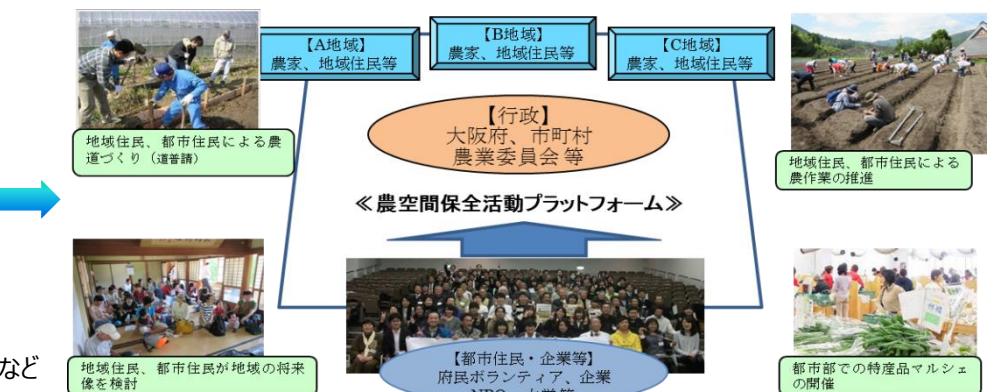 【A地域】
農家、地域住民等
【B地域】
農家、地域住民等
【C地域】
農家、地域住民等
【行政】
大阪府、市町村
農業委員会 等
地域住民、都市住民による農
道づくり（道普請）
地域住民、都市住民による
農作業の推進
≪農空間保全活動プラットフォーム≫
【都市住民・企業等】
府民ボランティア、企業
など
地域住民、都市住民が地域の将来
像を検討
都市部での特産品マルシェ
の開催